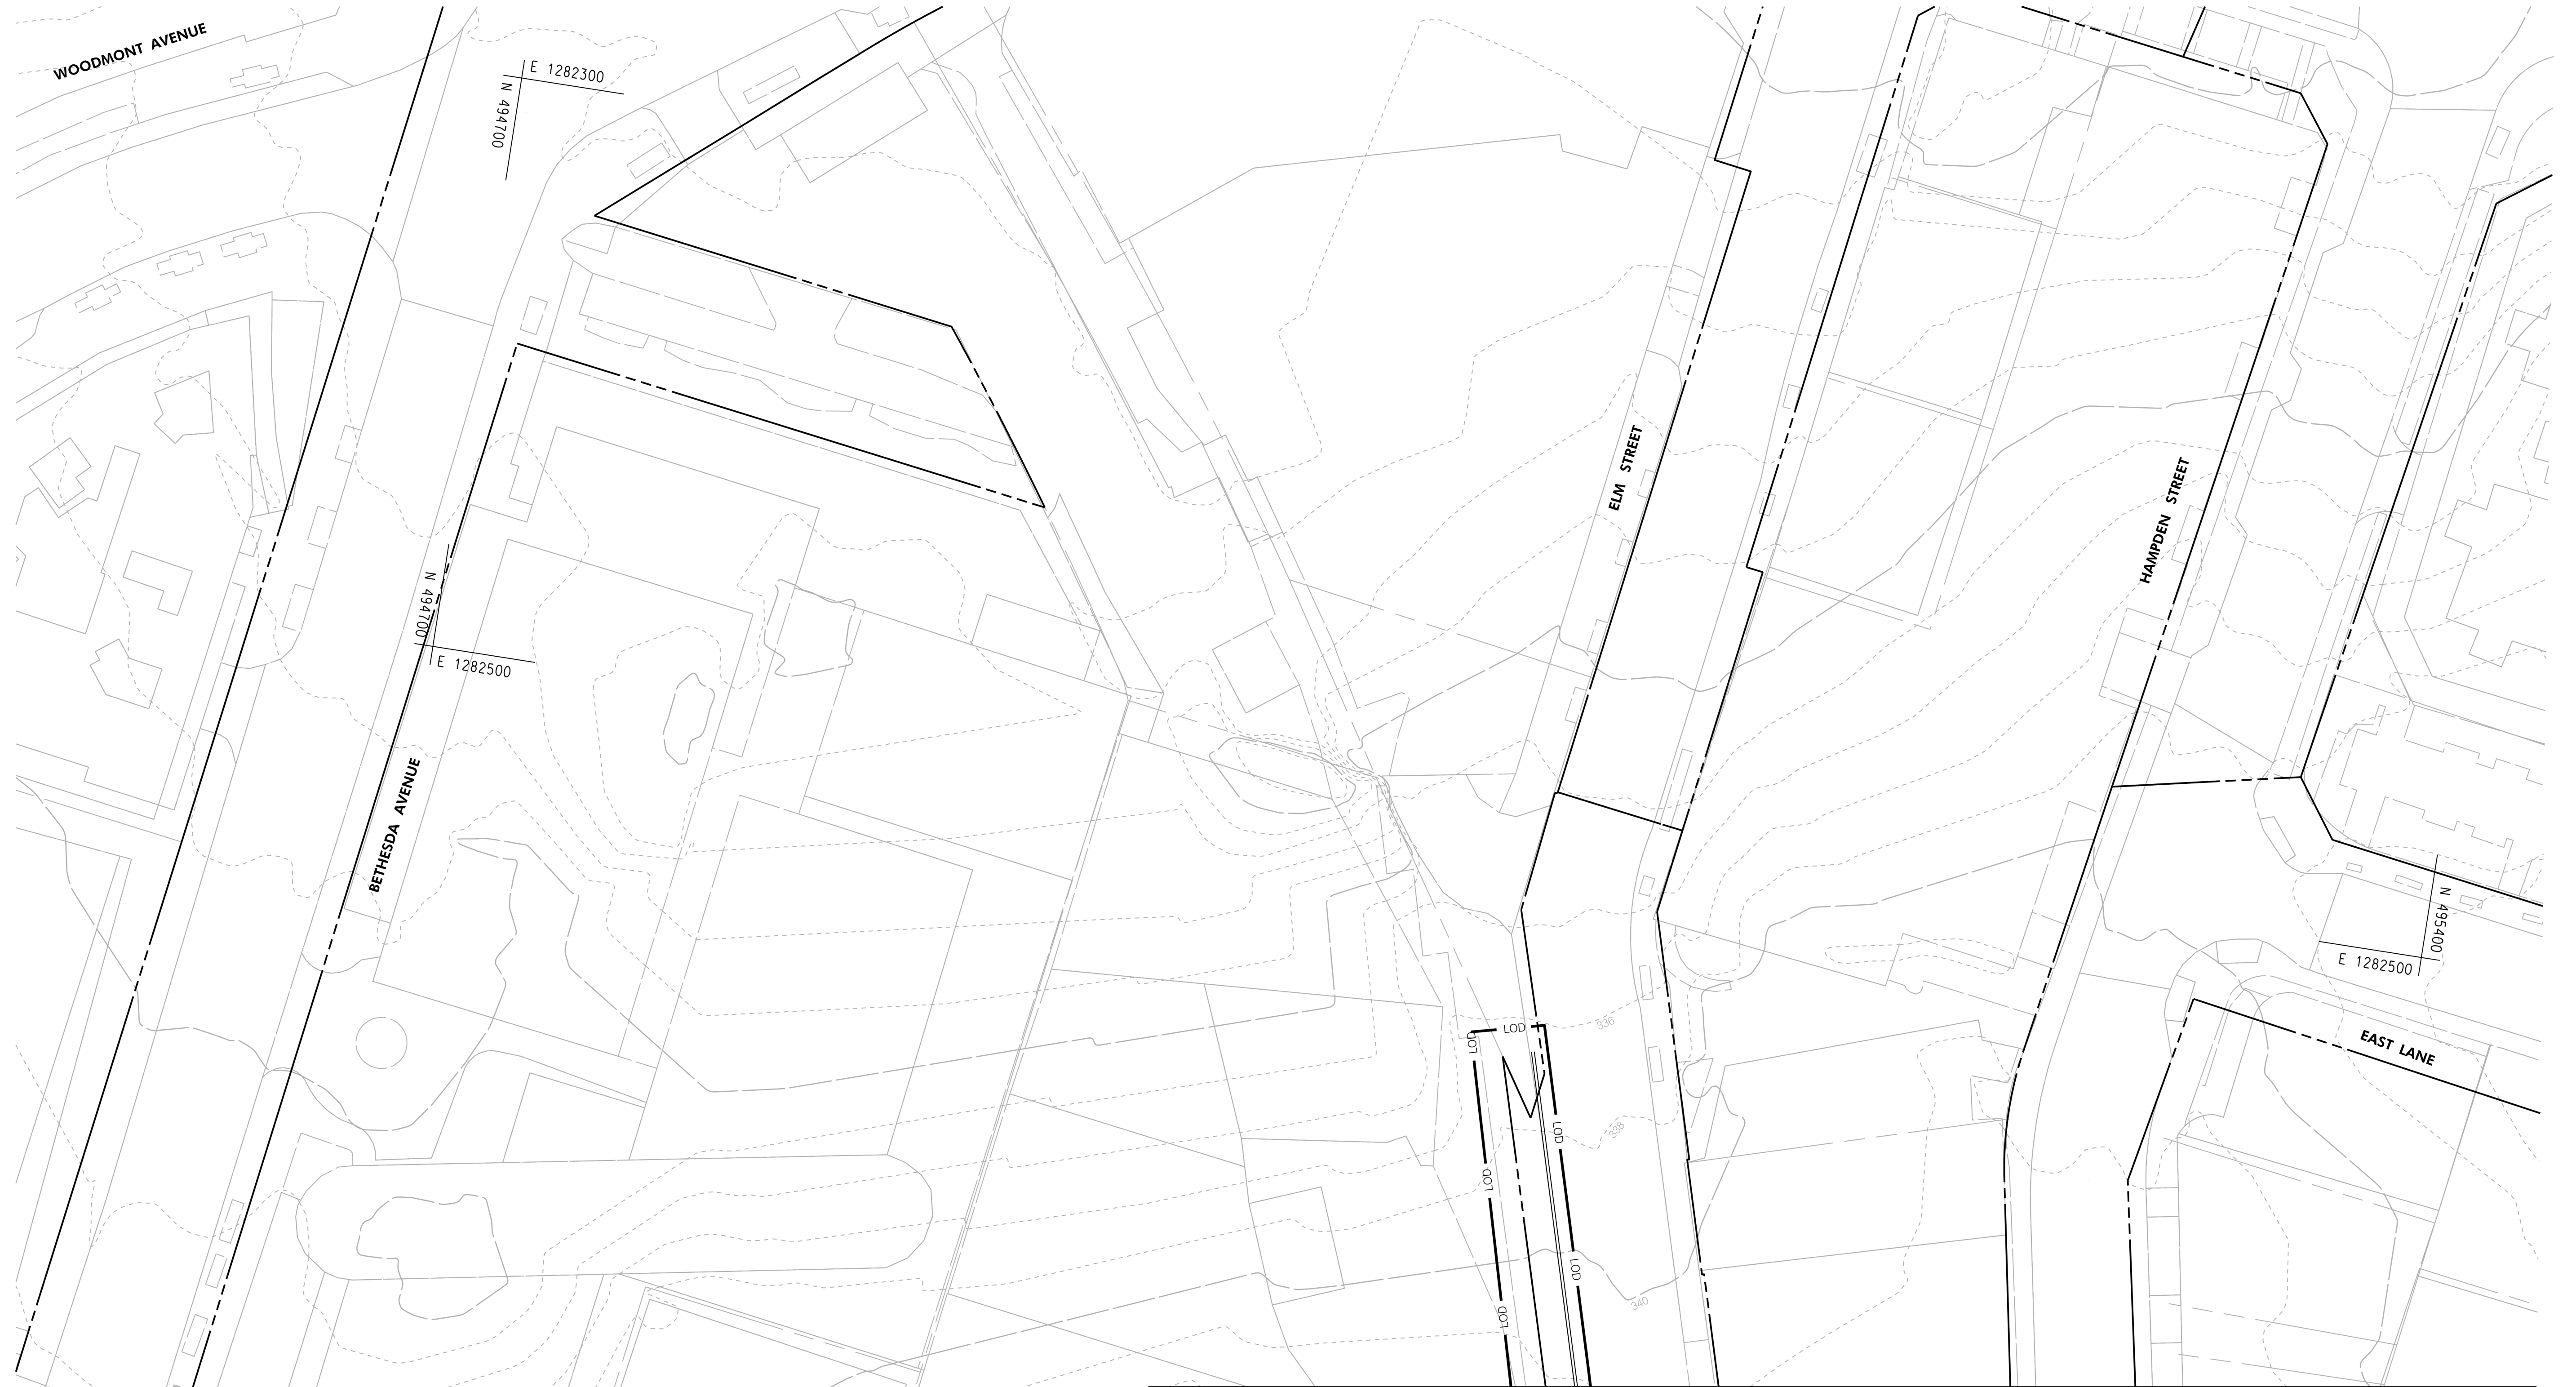 WOODMONT AVENUE
E 1282300
N 494700
ELM STREET
HAMPDEN STREET
N 494700
E 1282500
BETHESDA AVENUE
N 495400
E 1282500
EAST LANE
LOD
LOD
336
338
LOD
LOD
LOD
340
LOD